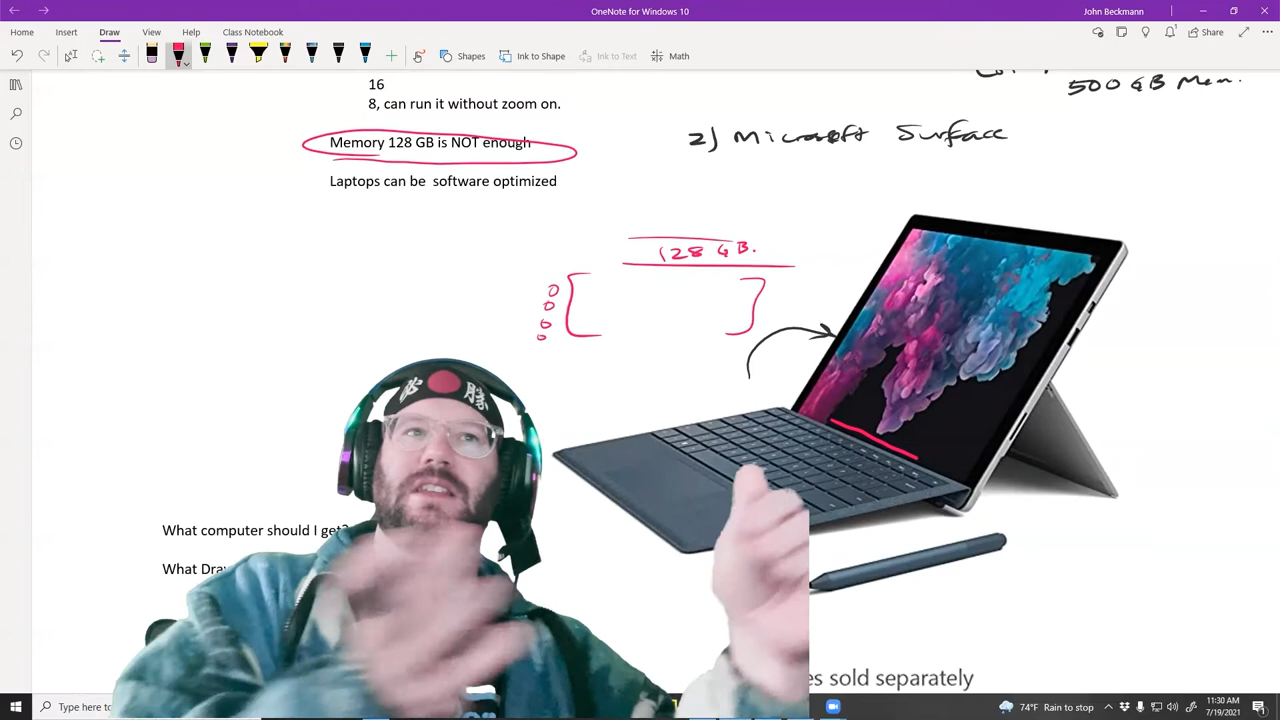 OneNote for Windows 10
John Beckmann
Home Insert Draw View Help Class Notebook
Share
Shapes Ink to Shape Ink to Text Math
16
8, can run it without zoom on.
500 GB Mem.
Memory 128 GB is NOT enough
2) Microsoft Surface
Laptops can be software optimized
128 GB.
必 勝
What computer should I get?
What Dra
es sold separately
Type here to
74°F Rain to stop
11:30 AM
7/19/2021